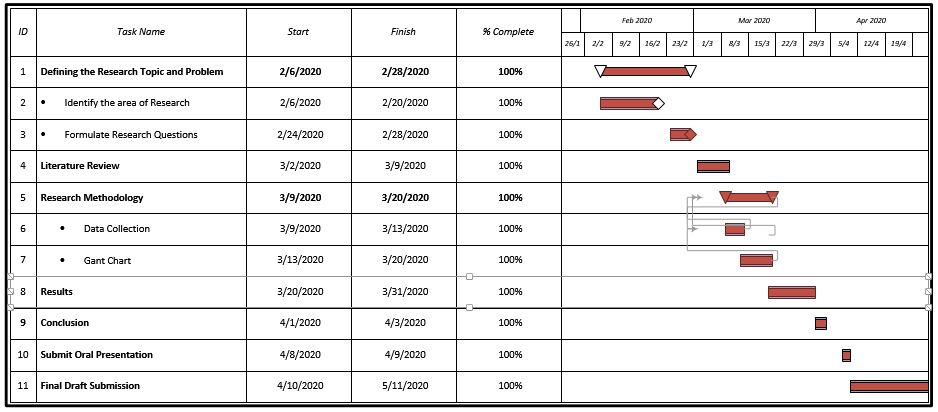 ID Task Name Start Finish % Complete Feb 2020 Mar 2020 Apr 2020
26/1 2/2 9/2 16/2 23/2 1/3 8/3 15/3 22/3 29/3 5/4 12/4 19/4
1 Defining the Research Topic and Problem 2/6/2020 2/28/2020 100%
2 • Identify the area of Research 2/6/2020 2/20/2020 100%
3 • Formulate Research Questions 2/24/2020 2/28/2020 100%
4 Literature Review 3/2/2020 3/9/2020 100%
5 Research Methodology 3/9/2020 3/20/2020 100%
6 • Data Collection 3/9/2020 3/13/2020 100%
7 • Gant Chart 3/13/2020 3/20/2020 100%
8 Results 3/20/2020 3/31/2020 100%
9 Conclusion 4/1/2020 4/3/2020 100%
10 Submit Oral Presentation 4/8/2020 4/9/2020 100%
11 Final Draft Submission 4/10/2020 5/11/2020 100%